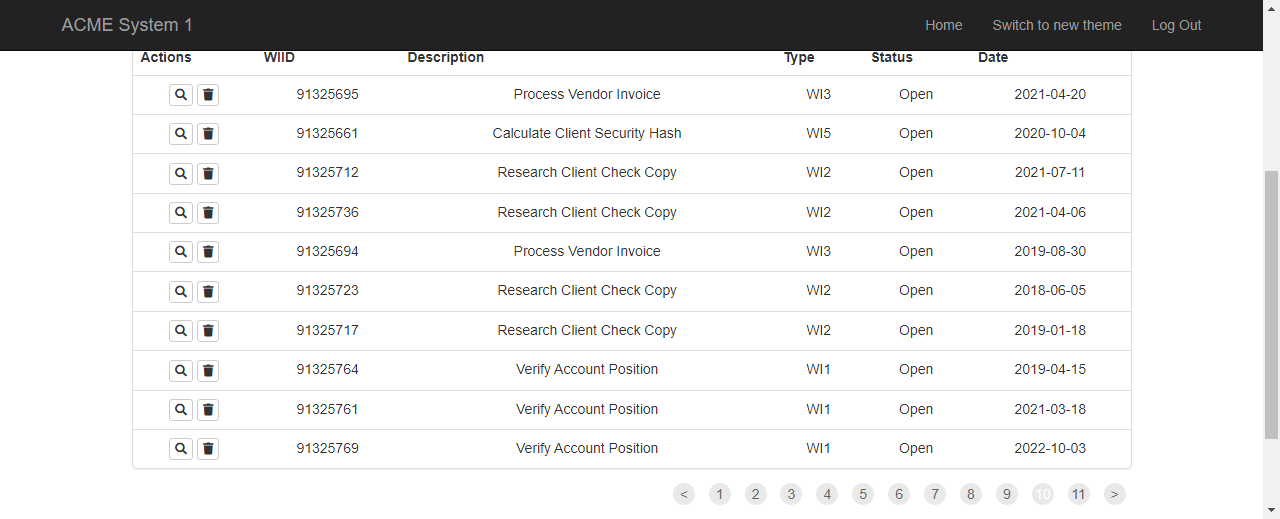 ACME System 1 Home Switch to new theme Log Out
Actions WIID Description Type Status Date
91325695 Process Vendor Invoice WI3 Open 2021-04-20
91325661 Calculate Client Security Hash WI5 Open 2020-10-04
91325712 Research Client Check Copy WI2 Open 2021-07-11
91325736 Research Client Check Copy WI2 Open 2021-04-06
91325694 Process Vendor Invoice WI3 Open 2019-08-30
91325723 Research Client Check Copy WI2 Open 2018-06-05
91325717 Research Client Check Copy WI2 Open 2019-01-18
91325764 Verify Account Position WI1 Open 2019-04-15
91325761 Verify Account Position WI1 Open 2021-03-18
91325769 Verify Account Position WI1 Open 2022-10-03
< 1 2 3 4 5 6 7 8 9 10 11 >